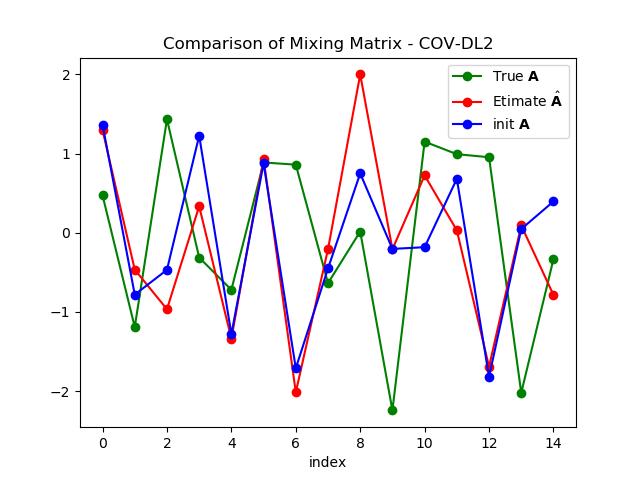 Comparison of Mixing Matrix - COV-DL2
True A
Etimate Â
init A
2
1
0
−1
−2
0 2 4 6 8 10 12 14
index